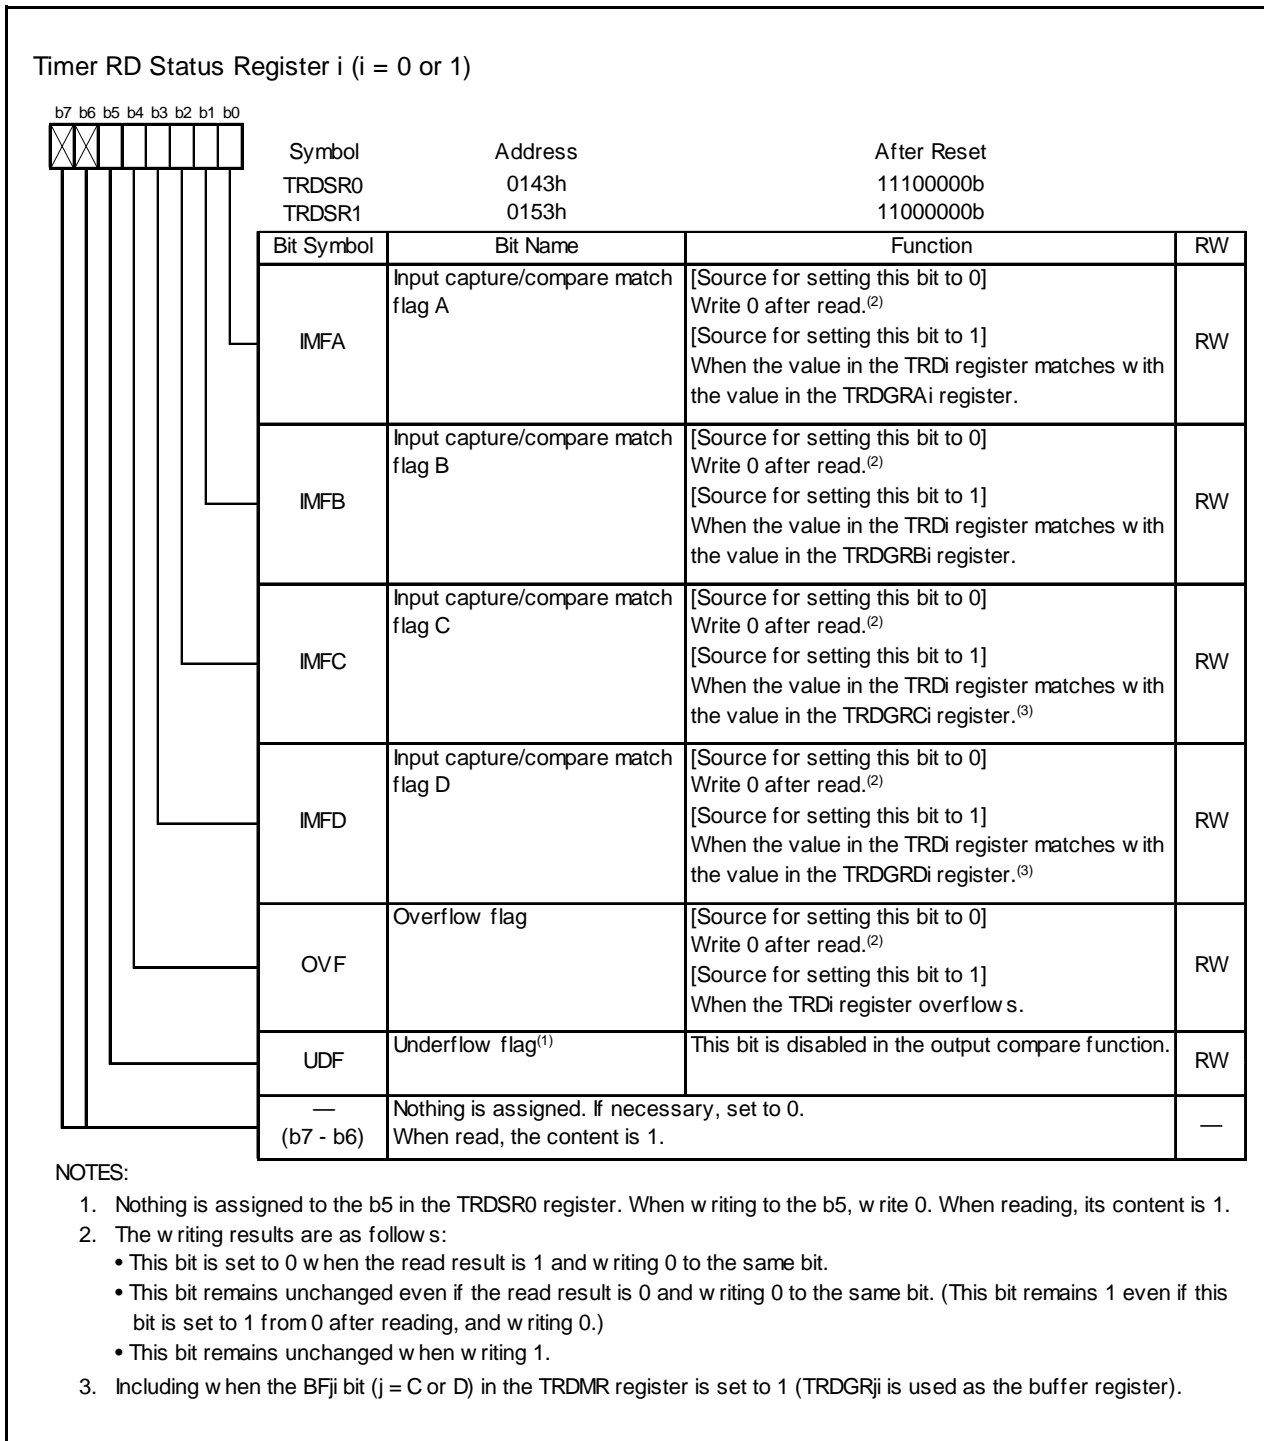 Timer RD Status Register i (i = 0 or 1)
b7 b6 b5 b4 b3 b2 b1 b0
Symbol Address After Reset
TRDSR0 0143h 11100000b
TRDSR1 0153h 11000000b
Bit Symbol Bit Name Function RW
IMFA
Input capture/compare match
flag A
[Source for setting this bit to 0]
Write 0 after read.(2)
[Source for setting this bit to 1]
When the value in the TRDi register matches with
the value in the TRDGRAi register.
RW
IMFB
Input capture/compare match
flag B
[Source for setting this bit to 0]
Write 0 after read.(2)
[Source for setting this bit to 1]
When the value in the TRDi register matches with
the value in the TRDGRBi register.
RW
IMFC
Input capture/compare match
flag C
[Source for setting this bit to 0]
Write 0 after read.(2)
[Source for setting this bit to 1]
When the value in the TRDi register matches with
the value in the TRDGRCi register.(3)
RW
IMFD
Input capture/compare match
flag D
[Source for setting this bit to 0]
Write 0 after read.(2)
[Source for setting this bit to 1]
When the value in the TRDi register matches with
the value in the TRDGRDi register.(3)
RW
OVF
Overflow flag
[Source for setting this bit to 0]
Write 0 after read.(2)
[Source for setting this bit to 1]
When the TRDi register overflows.
RW
UDF
Underflow flag(1)
This bit is disabled in the output compare function.
RW
—
(b7 - b6)
Nothing is assigned. If necessary, set to 0.
When read, the content is 1.
—
NOTES:
1. Nothing is assigned to the b5 in the TRDSR0 register. When writing to the b5, write 0. When reading, its content is 1.
2. The writing results are as follows:
• This bit is set to 0 when the read result is 1 and writing 0 to the same bit.
• This bit remains unchanged even if the read result is 0 and writing 0 to the same bit. (This bit remains 1 even if this
bit is set to 1 from 0 after reading, and writing 0.)
• This bit remains unchanged when writing 1.
3. Including when the BFji bit (j = C or D) in the TRDMR register is set to 1 (TRDGRji is used as the buffer register).